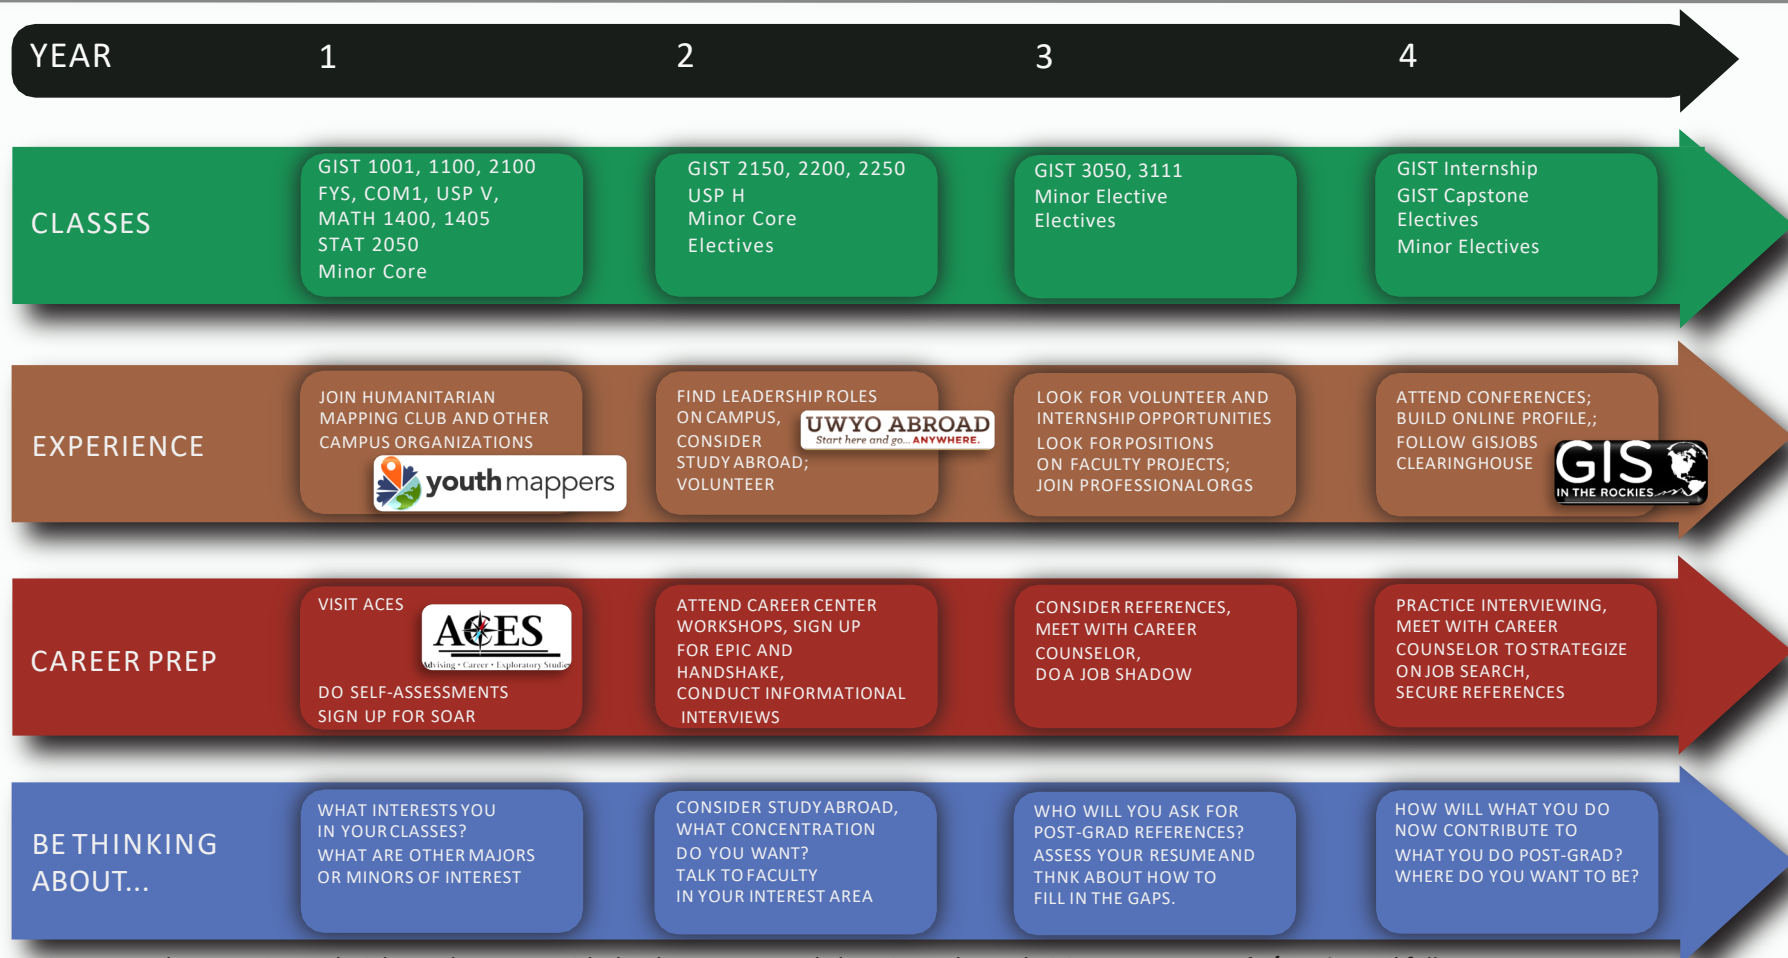 YEAR 1 2 3 4
CLASSES
GIST 1001, 1100, 2100
FYS, COM1, USP V,
MATH 1400, 1405
STAT 2050
Minor Core
GIST 2150, 2200, 2250
USP H
Minor Core
Electives
GIST 3050, 3111
Minor Elective
Electives
GIST Internship
GIST Capstone
Electives
Minor Electives
EXPERIENCE
JOIN HUMANITARIAN
MAPPING CLUB AND OTHER
CAMPUS ORGANIZATIONS
youthmappers
FIND LEADERSHIP ROLES
ON CAMPUS,
CONSIDER
STUDY ABROAD;
VOLUNTEER
UWYO ABROAD
Start here and go... ANYWHERE.
LOOK FOR VOLUNTEER AND
INTERNSHIP OPPORTUNITIES
LOOK FOR POSITIONS
ON FACULTY PROJECTS;
JOIN PROFESSIONAL ORGS
ATTEND CONFERENCES;
BUILD ONLINE PROFILE,;
FOLLOW GISJOBS
CLEARINGHOUSE
GIS
IN THE ROCKIES
CAREER PREP
VISIT ACES
ACES
Advising • Career • Exploratory Studies
DO SELF-ASSESSMENTS
SIGN UP FOR SOAR
ATTEND CAREER CENTER
WORKSHOPS, SIGN UP
FOR EPIC AND
HANDSHAKE,
CONDUCT INFORMATIONAL
INTERVIEWS
CONSIDER REFERENCES,
MEET WITH CAREER
COUNSELOR,
DO A JOB SHADOW
PRACTICE INTERVIEWING,
MEET WITH CAREER
COUNSELOR TO STRATEGIZE
ON JOB SEARCH,
SECURE REFERENCES
BE THINKING
ABOUT...
WHAT INTERESTS YOU
IN YOUR CLASSES?
WHAT ARE OTHER MAJORS
OR MINORS OF INTEREST
CONSIDER STUDY ABROAD,
WHAT CONCENTRATION
DO YOU WANT?
TALK TO FACULTY
IN YOUR INTEREST AREA
WHO WILL YOU ASK FOR
POST-GRAD REFERENCES?
ASSESS YOUR RESUME AND
THNK ABOUT HOW TO
FILL IN THE GAPS.
HOW WILL WHAT YOU DO
NOW CONTRIBUTE TO
WHAT YOU DO POST-GRAD?
WHERE DO YOU WANT TO BE?